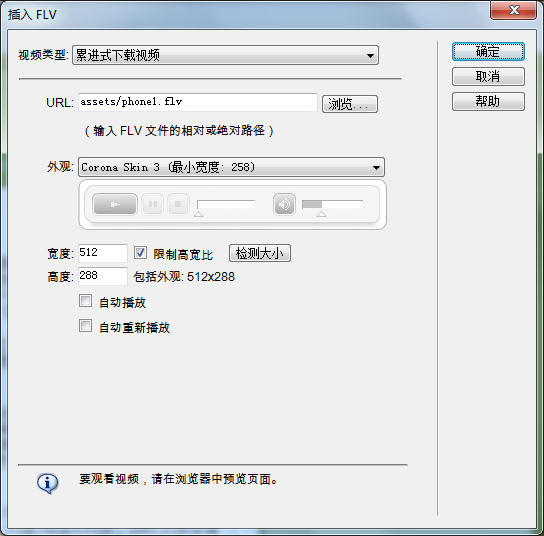 插入 FLV
视频类型: 累进式下载视频
确定
取消
帮助
URL: assets/phone1.flv 浏览...
（输入 FLV 文件的相对或绝对路径）
外观: Corona Skin 3 (最小宽度: 258)
宽度: 512 限制高宽比 检测大小
高度: 288 包括外观: 512x288
自动播放
自动重新播放
要观看视频，请在浏览器中预览页面。